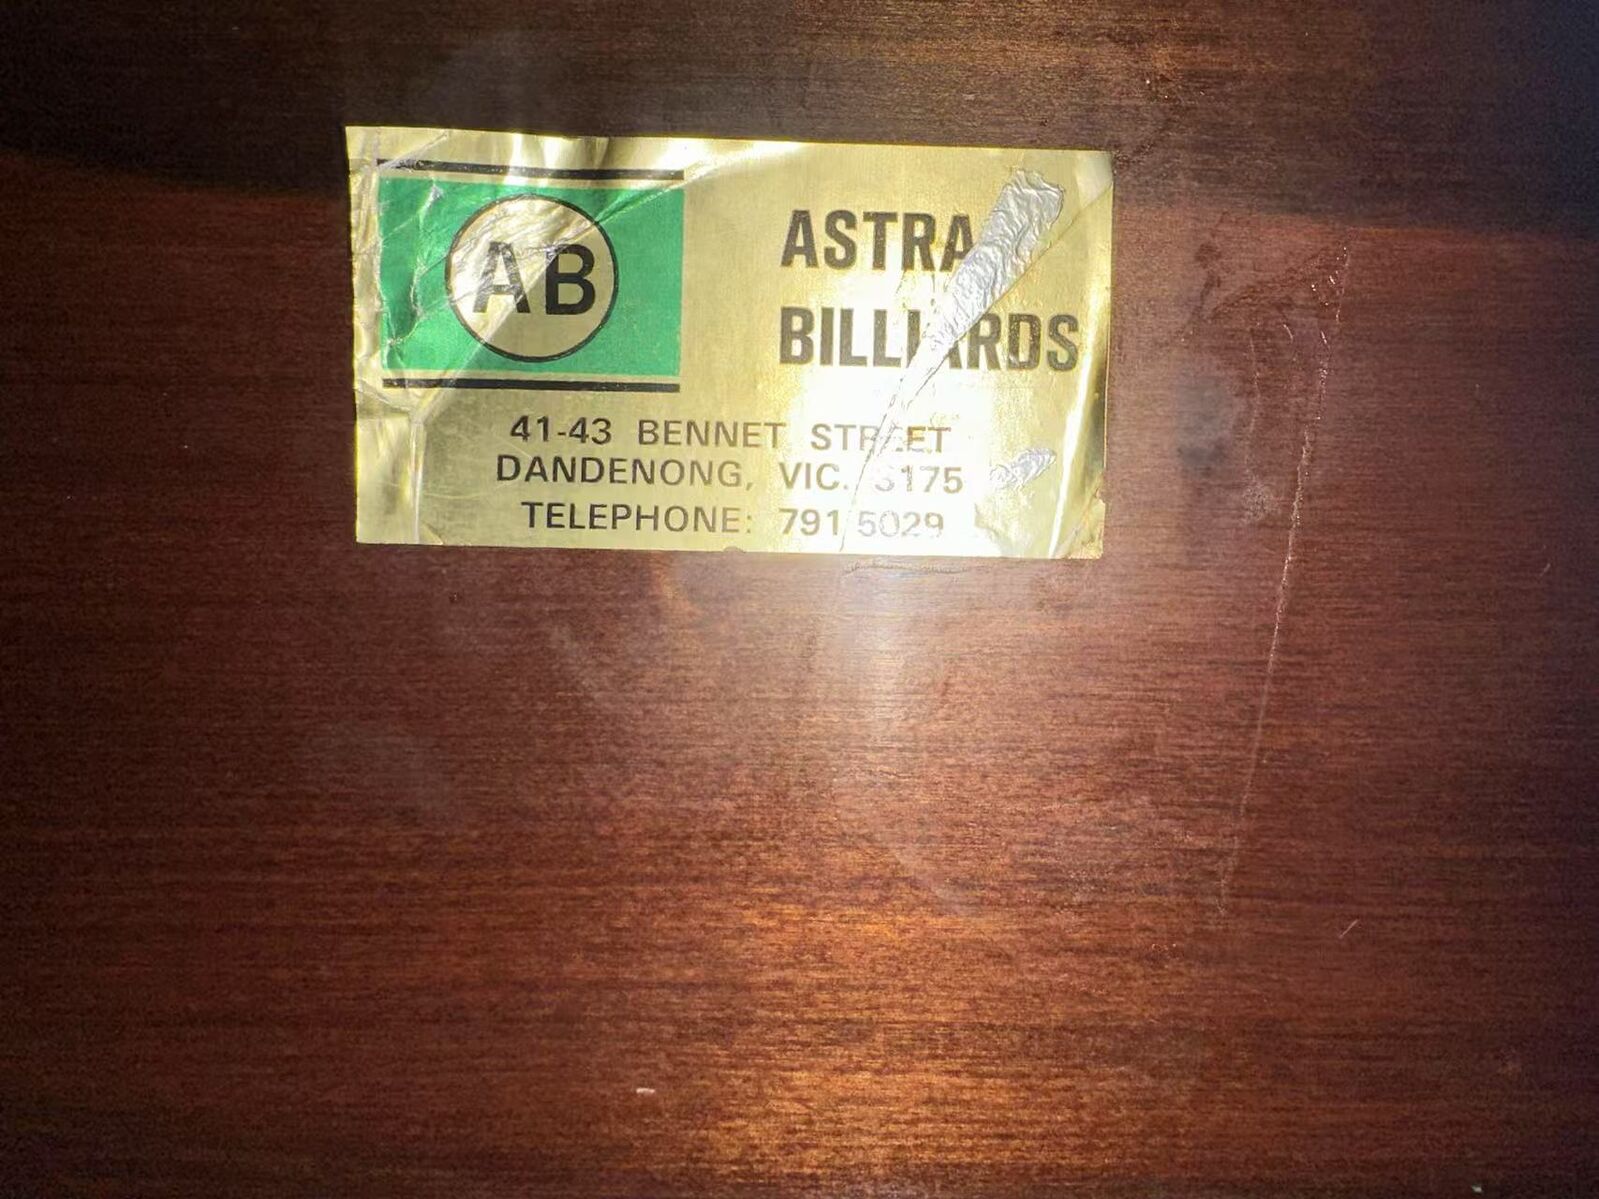 AB
ASTRA
BILLIARDS
41-43 BENNET STREET
DANDENONG, VIC. 3175
TELEPHONE: 791 5029